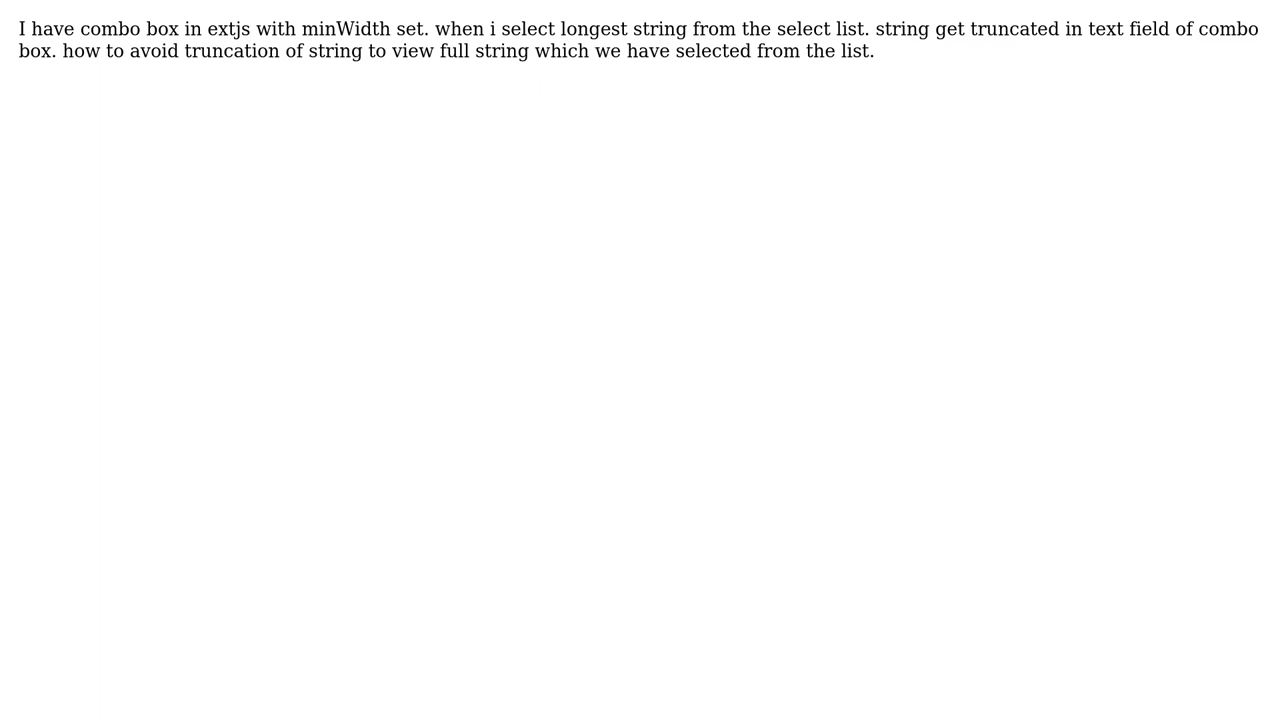 I have combo box in extjs with minWidth set. when i select longest string from the select list. string get truncated in text field of combo
box. how to avoid truncation of string to view full string which we have selected from the list.